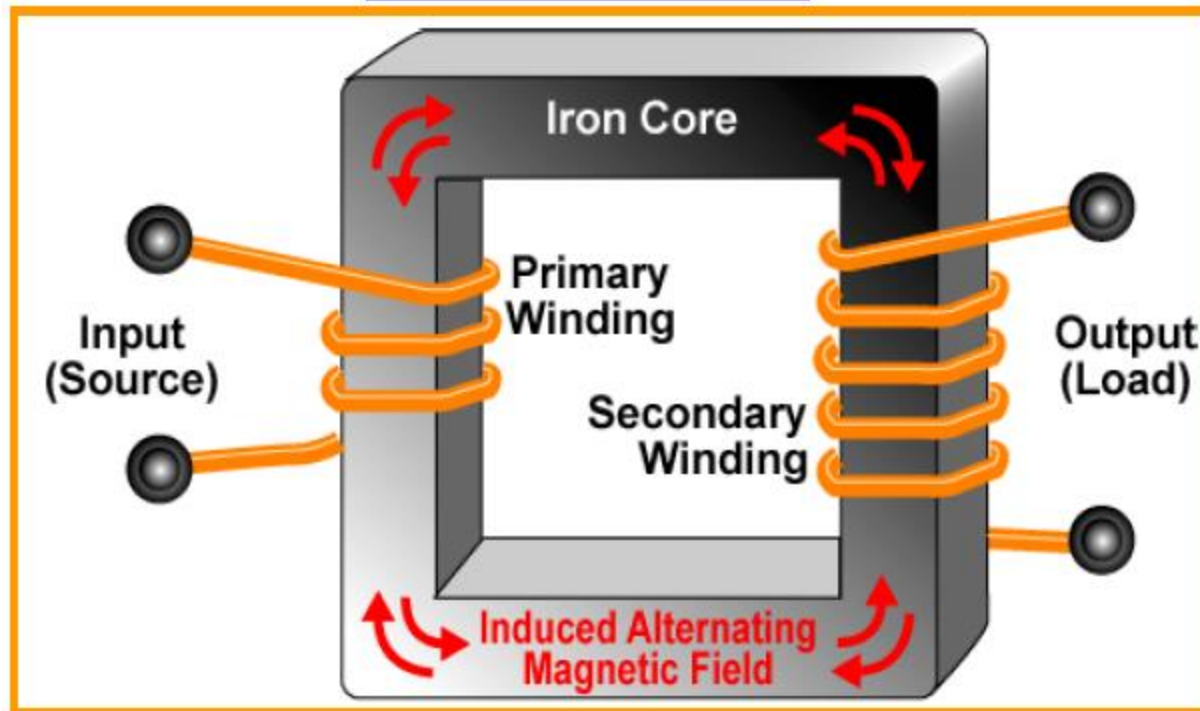 Iron Core
Primary
Winding
Input
(Source)
Output
(Load)
Secondary
Winding
Induced Alternating
Magnetic Field